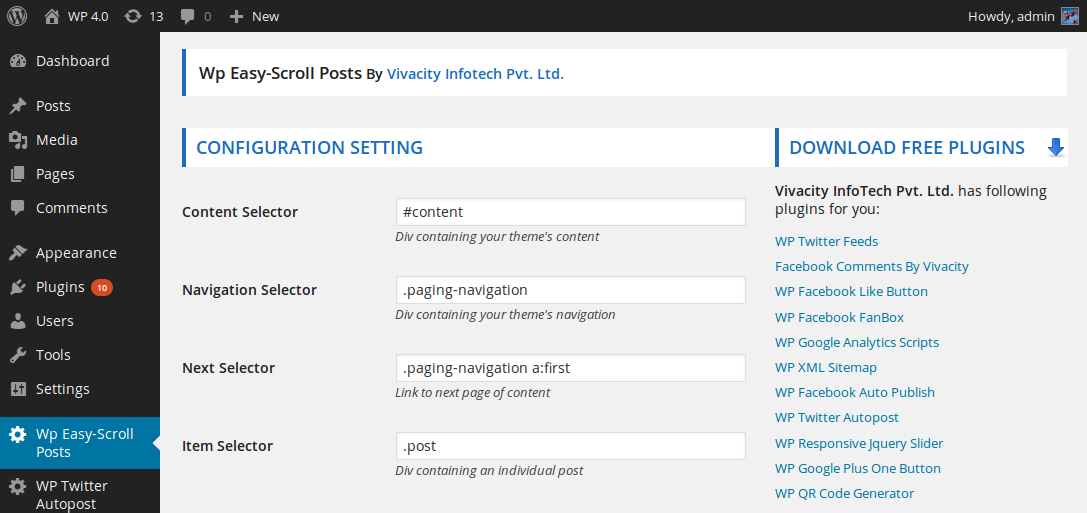 WP 4.0 13 0 New Howdy, admin
Dashboard
Posts
Media
Pages
Comments
Appearance
Plugins 10
Users
Tools
Settings
Wp Easy-Scroll
Posts
WP Twitter
Autopost
Wp Easy-Scroll Posts By Vivacity Infotech Pvt. Ltd.
CONFIGURATION SETTING
Content Selector #content
Div containing your theme's content
Navigation Selector .paging-navigation
Div containing your theme's navigation
Next Selector .paging-navigation a:first
Link to next page of content
Item Selector .post
Div containing an individual post
DOWNLOAD FREE PLUGINS
Vivacity InfoTech Pvt. Ltd. has following
plugins for you:
WP Twitter Feeds
Facebook Comments By Vivacity
WP Facebook Like Button
WP Facebook FanBox
WP Google Analytics Scripts
WP XML Sitemap
WP Facebook Auto Publish
WP Twitter Autopost
WP Responsive Jquery Slider
WP Google Plus One Button
WP QR Code Generator